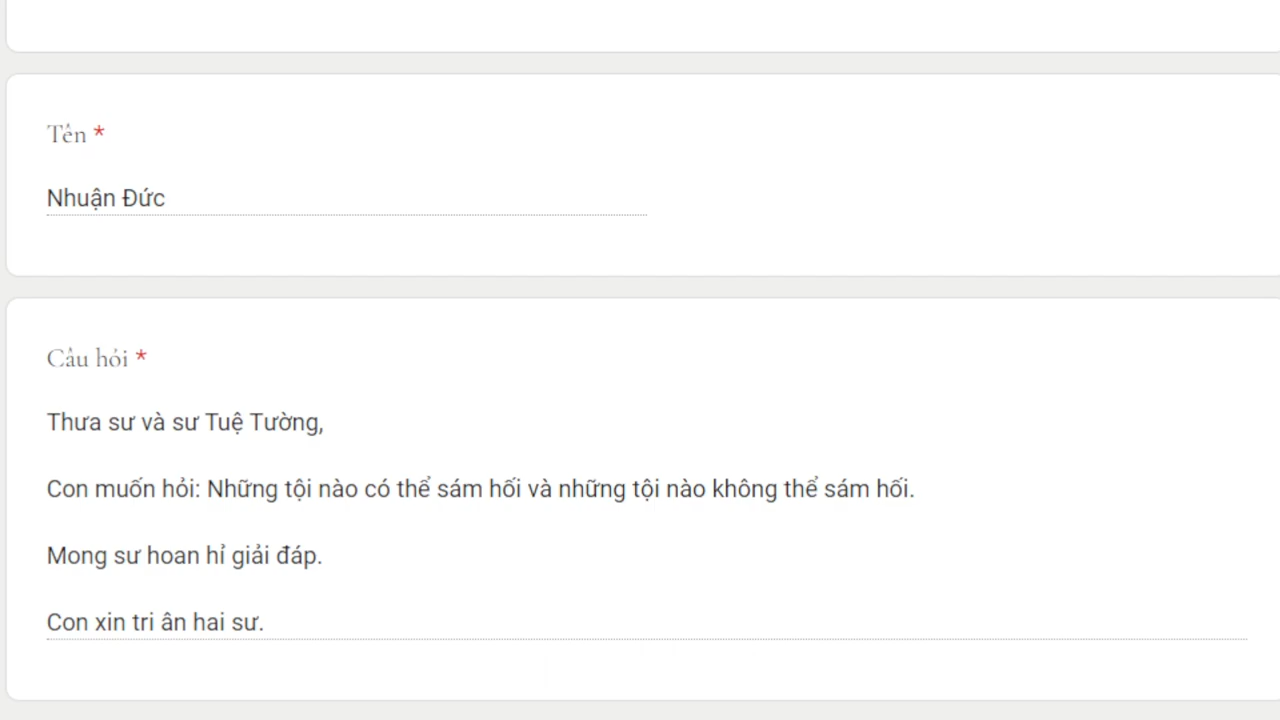 Tên *
Nhuận Đức
Câu hỏi *
Thưa sư và sư Tuệ Tường,
Con muốn hỏi: Những tội nào có thể sám hối và những tội nào không thể sám hối.
Mong sư hoan hỉ giải đáp.
Con xin tri ân hai sư.